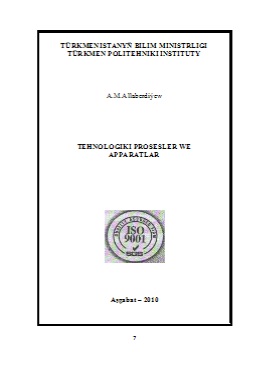 TÜRKMENISTANYŇ BILIM MINISTRLIGI
TÜRKMEN POLITEHNIKI INSTITUTY
A.M.Allaberdiýew
TEHNOLOGIKI PROSESLER WE
APPARATLAR
ISO
9001
SGS
Aşgabat – 2010
7